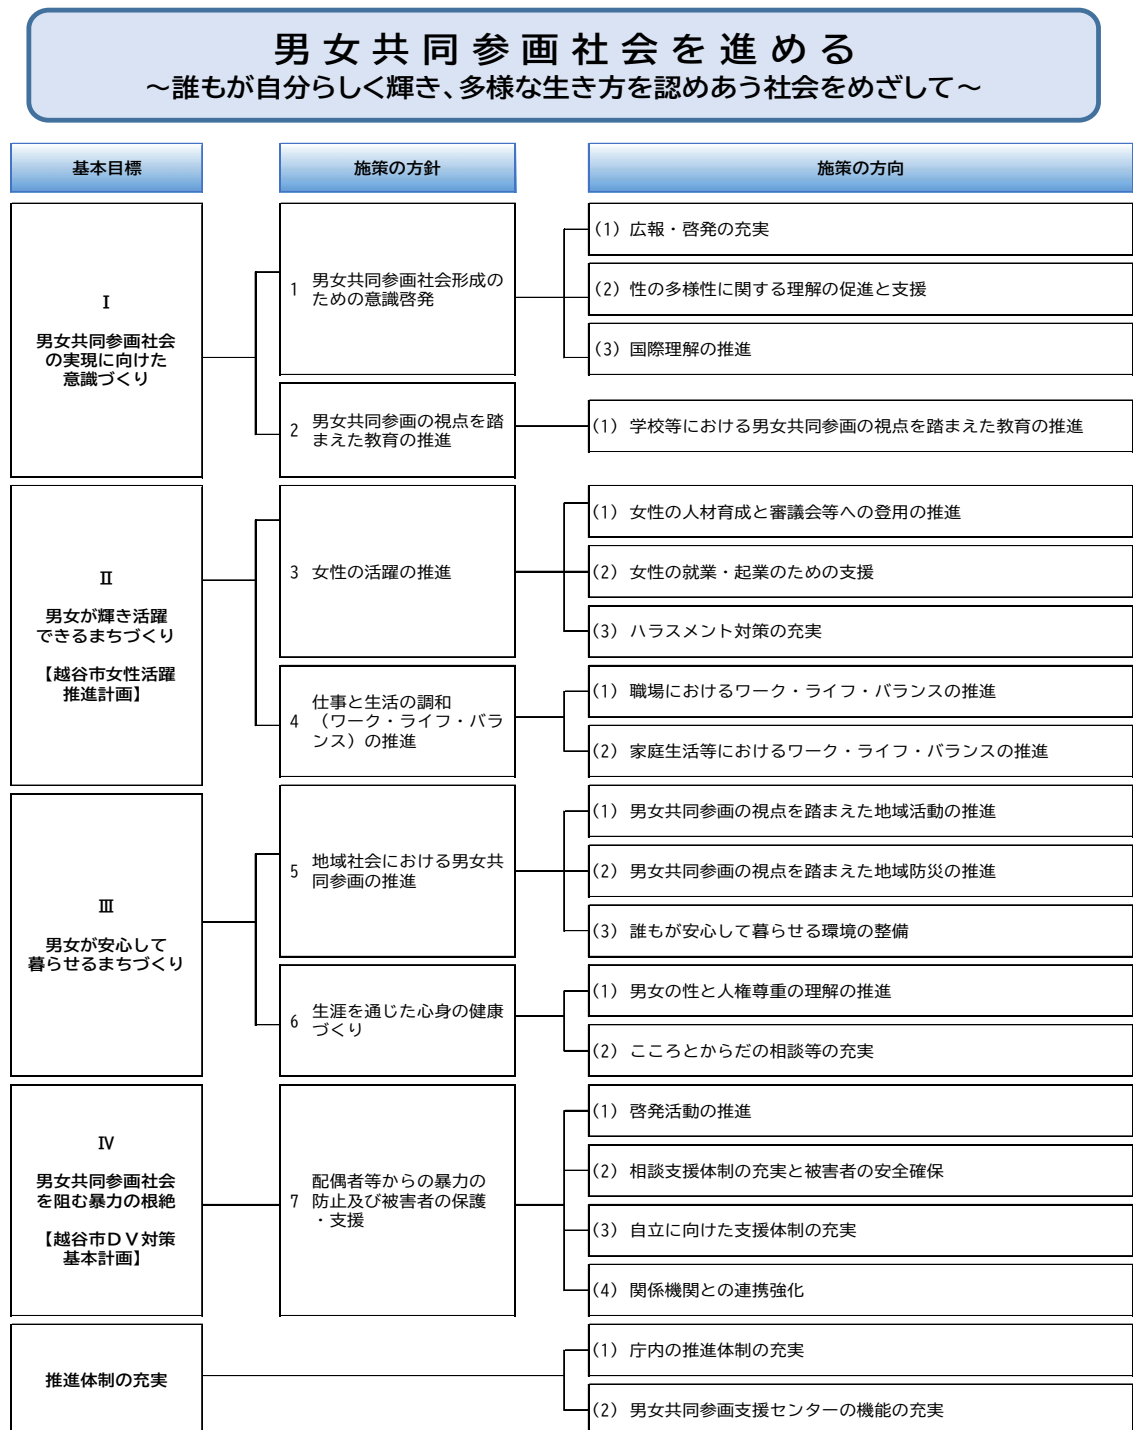 男女共同参画社会を進める
～誰もが自分らしく輝き、多様な生き方を認めあう社会をめざして～
基本目標
施策の方針
施策の方向
Ⅰ
男女共同参画社会
の実現に向けた
意識づくり
1 男女共同参画社会形成の
ための意識啓発
(1) 広報・啓発の充実
(2) 性の多様性に関する理解の促進と支援
(3) 国際理解の推進
2 男女共同参画の視点を踏
まえた教育の推進
(1) 学校等における男女共同参画の視点を踏まえた教育の推進
Ⅱ
男女が輝き活躍
できるまちづくり
【越谷市女性活躍
推進計画】
3 女性の活躍の推進
(1) 女性の人材育成と審議会等への登用の推進
(2) 女性の就業・起業のための支援
(3) ハラスメント対策の充実
4 仕事と生活の調和
（ワーク・ライフ・バラ
ンス）の推進
(1) 職場におけるワーク・ライフ・バランスの推進
(2) 家庭生活等におけるワーク・ライフ・バランスの推進
Ⅲ
男女が安心して
暮らせるまちづくり
5 地域社会における男女共
同参画の推進
(1) 男女共同参画の視点を踏まえた地域活動の推進
(2) 男女共同参画の視点を踏まえた地域防災の推進
(3) 誰もが安心して暮らせる環境の整備
6 生涯を通じた心身の健康
づくり
(1) 男女の性と人権尊重の理解の推進
(2) こころとからだの相談等の充実
Ⅳ
男女共同参画社会
を阻む暴力の根絶
【越谷市ＤＶ対策
基本計画】
7 配偶者等からの暴力の
防止及び被害者の保護
・支援
(1) 啓発活動の推進
(2) 相談支援体制の充実と被害者の安全確保
(3) 自立に向けた支援体制の充実
(4) 関係機関との連携強化
推進体制の充実
(1) 庁内の推進体制の充実
(2) 男女共同参画支援センターの機能の充実